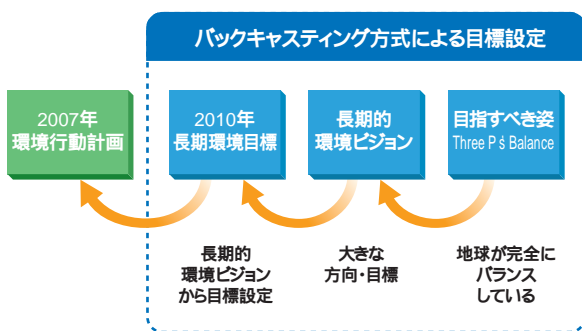 バックキャスティング方式による目標設定
2007年
環境行動計画
2010年
長期環境目標
長期的
環境ビジョン
目指すべき姿
Three P's Balance
長期的
環境ビジョン
から目標設定
大きな
方向・目標
地球が完全に
バランス
している